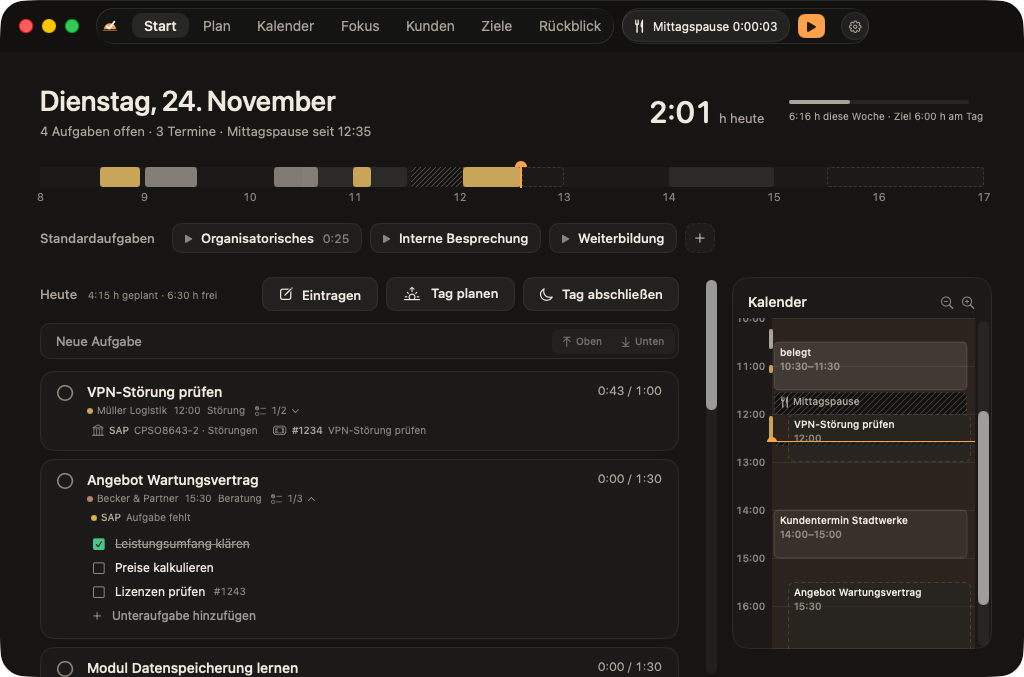 Start Plan Kalender Fokus Kunden Ziele Rückblick Mittagspause 0:00:03
Dienstag, 24. November
4 Aufgaben offen · 3 Termine · Mittagspause seit 12:35
2:01 h heute
6:16 h diese Woche · Ziel 6:00 h am Tag
8 9 10 11 12 13 14 15 16 17
Standardaufgaben Organisatorisches 0:25 Interne Besprechung Weiterbildung +
Heute 4:15 h geplant · 6:30 h frei Eintragen Tag planen Tag abschließen
Neue Aufgabe Oben Unten
VPN-Störung prüfen 0:43 / 1:00
Müller Logistik 12:00 Störung 1/2
SAP CPSO8643-2 · Störungen #1234 VPN-Störung prüfen
Angebot Wartungsvertrag 0:00 / 1:30
Becker & Partner 15:30 Beratung 1/3
SAP Aufgabe fehlt
Leistungsumfang klären
Preise kalkulieren
Lizenzen prüfen #1243
+ Unteraufgabe hinzufügen
Modul Datenspeicherung lernen 0:00 / 1:30
Kalender
10:00
belegt
11:00 10:30–11:30
Mittagspause
12:00
VPN-Störung prüfen
12:00
13:00
14:00
Kundentermin Stadtwerke
14:00–15:00
15:00
Angebot Wartungsvertrag
16:00 15:30